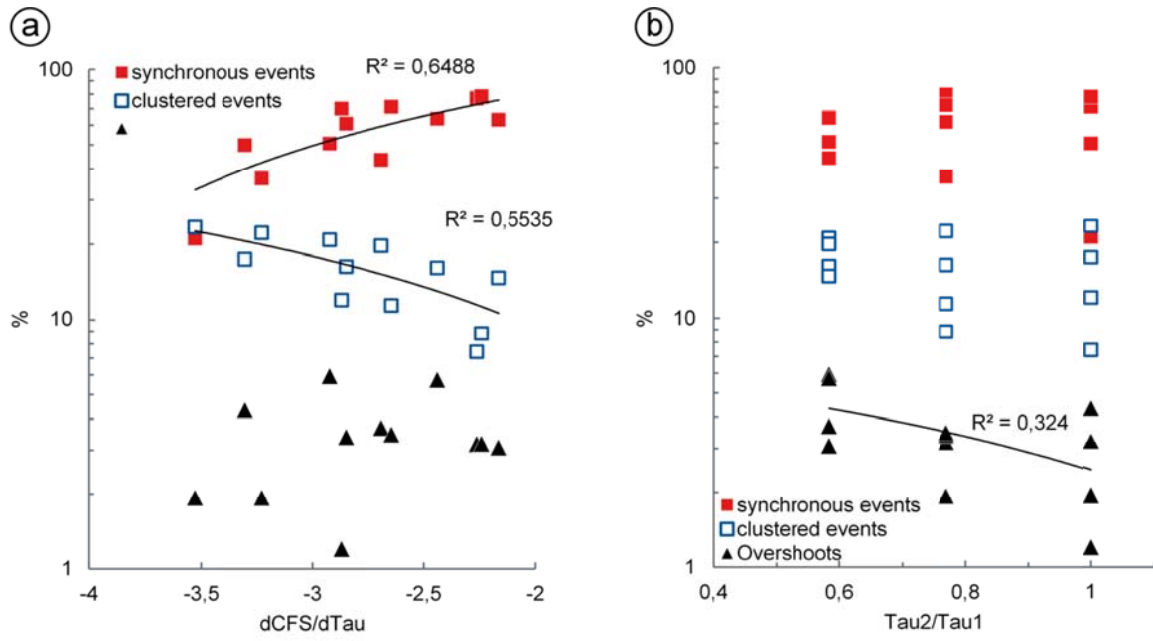 a
synchronous events
clustered events
R² = 0,6488
R² = 0,5535
100
10
1
%
-4 -3,5 -3 -2,5 -2
dCFS/dTau
b
100
10
1
%
R² = 0,324
synchronous events
clustered events
Overshoots
0,4 0,6 0,8 1
Tau2/Tau1